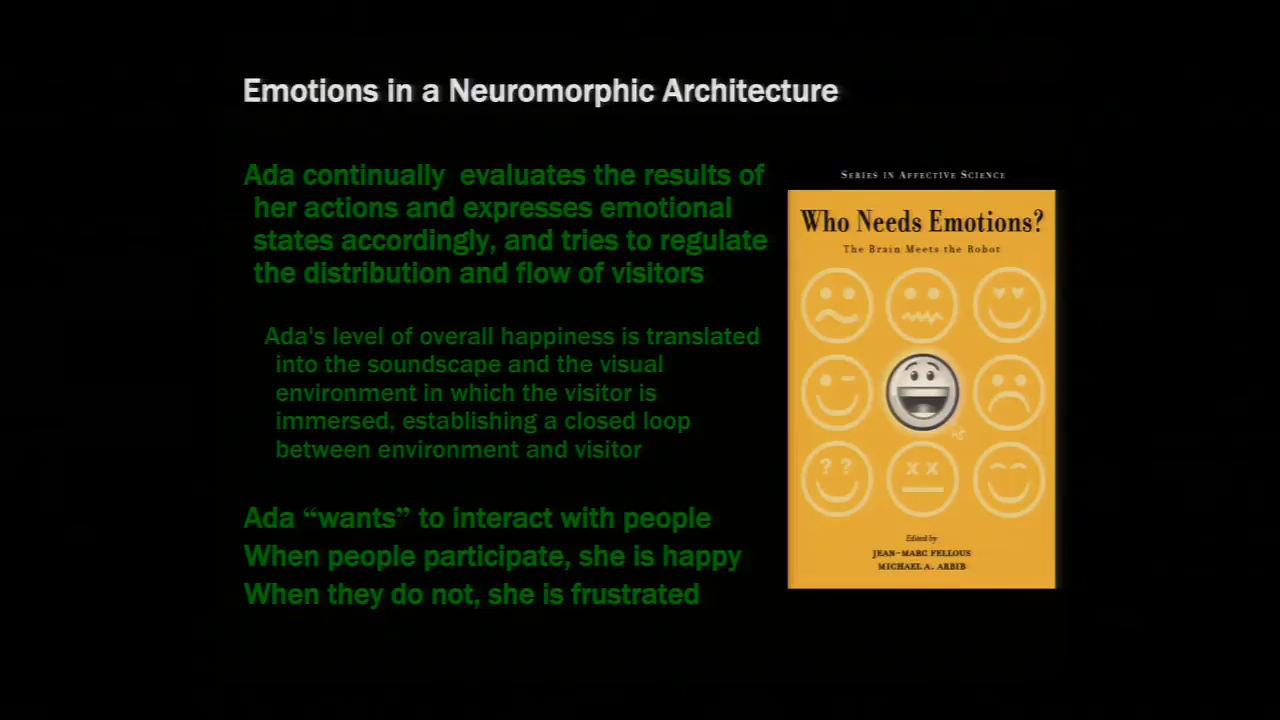 Emotions in a Neuromorphic Architecture
Ada continually evaluates the results of
her actions and expresses emotional
states accordingly, and tries to regulate
the distribution and flow of visitors
Ada's level of overall happiness is translated
into the soundscape and the visual
environment in which the visitor is
immersed, establishing a closed loop
between environment and visitor
Ada “wants” to interact with people
When people participate, she is happy
When they do not, she is frustrated
Series in Affective Science
Who Needs Emotions?
The Brain Meets the Robot
? ?
x x
Edited by
JEAN-MARC FELLOUS
MICHAEL A. ARBIB